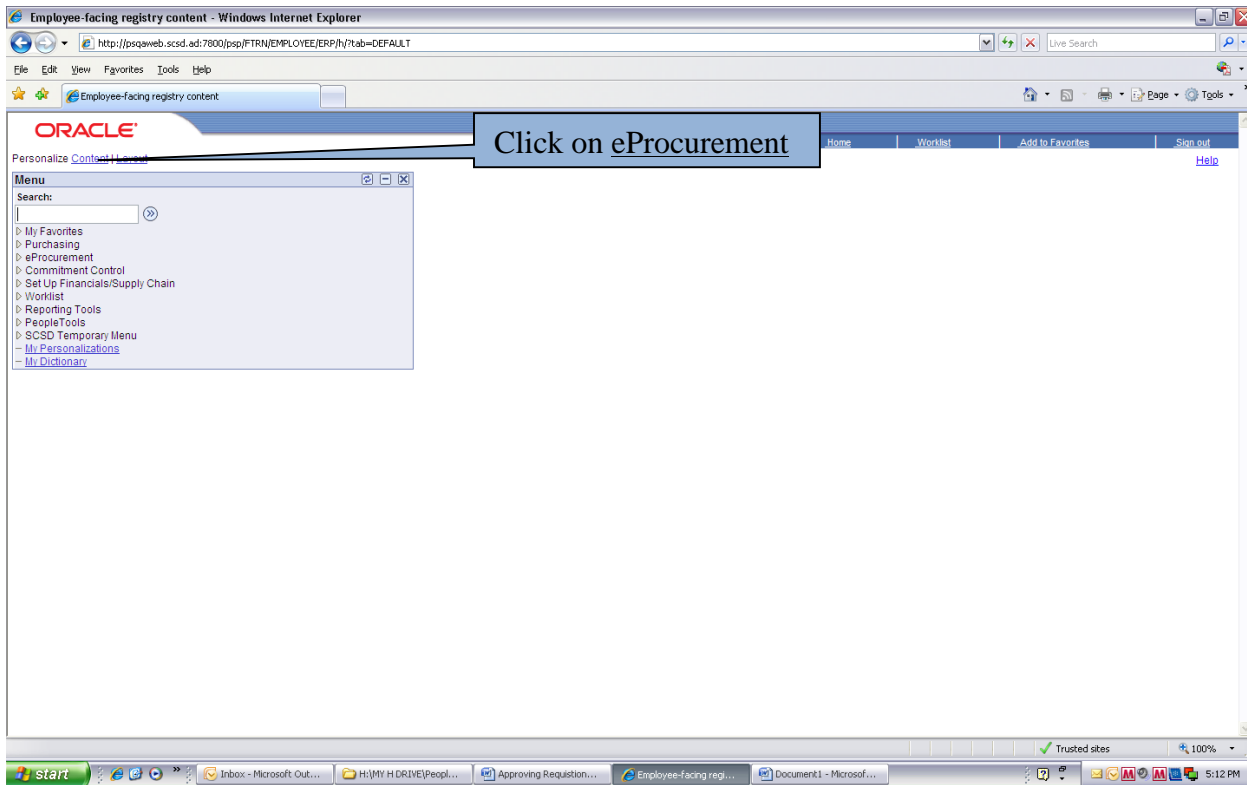 Employee-facing registry content - Windows Internet Explorer
http://psqaweb.scsd.ad:7800/psp/FTRN/EMPLOYEE/ERP/h/?tab=DEFAULT
Live Search
File Edit View Favorites Tools Help
Employee-facing registry content
Page Tools
ORACLE
Click on eProcurement
Home Worklist Add to Favorites Sign out
Personalize Content | Layout
Help
Menu
Search:
My Favorites
Purchasing
eProcurement
Commitment Control
Set Up Financials/Supply Chain
Worklist
Reporting Tools
PeopleTools
SCSD Temporary Menu
My Personalizations
My Dictionary
Trusted sites 100%
start Inbox - Microsoft Out... H:\MY H DRIVE\Peopl... Approving Requistion... Employee-facing regi... Document1 - Microsof... 5:12 PM